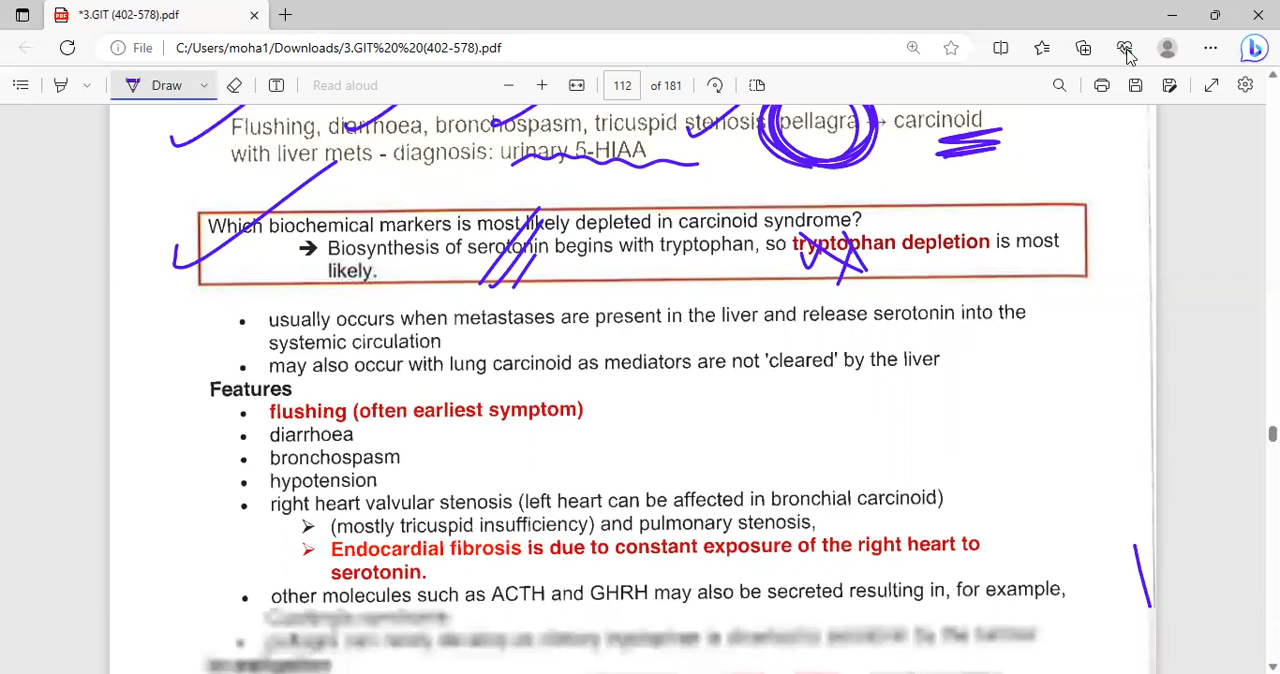 *3.GIT (402-578).pdf
File C:/Users/moha1/Downloads/3.GIT%20%20(402-578).pdf
Draw Read aloud 112 of 181
Flushing, diarrhoea, bronchospasm, tricuspid stenosis, pellagra → carcinoid
with liver mets - diagnosis: urinary 5-HIAA
Which biochemical markers is most likely depleted in carcinoid syndrome?
➔ Biosynthesis of serotonin begins with tryptophan, so tryptophan depletion is most
likely.
• usually occurs when metastases are present in the liver and release serotonin into the
systemic circulation
• may also occur with lung carcinoid as mediators are not 'cleared' by the liver
Features
• flushing (often earliest symptom)
• diarrhoea
• bronchospasm
• hypotension
• right heart valvular stenosis (left heart can be affected in bronchial carcinoid)
➢ (mostly tricuspid insufficiency) and pulmonary stenosis,
➢ Endocardial fibrosis is due to constant exposure of the right heart to
serotonin.
• other molecules such as ACTH and GHRH may also be secreted resulting in, for example,